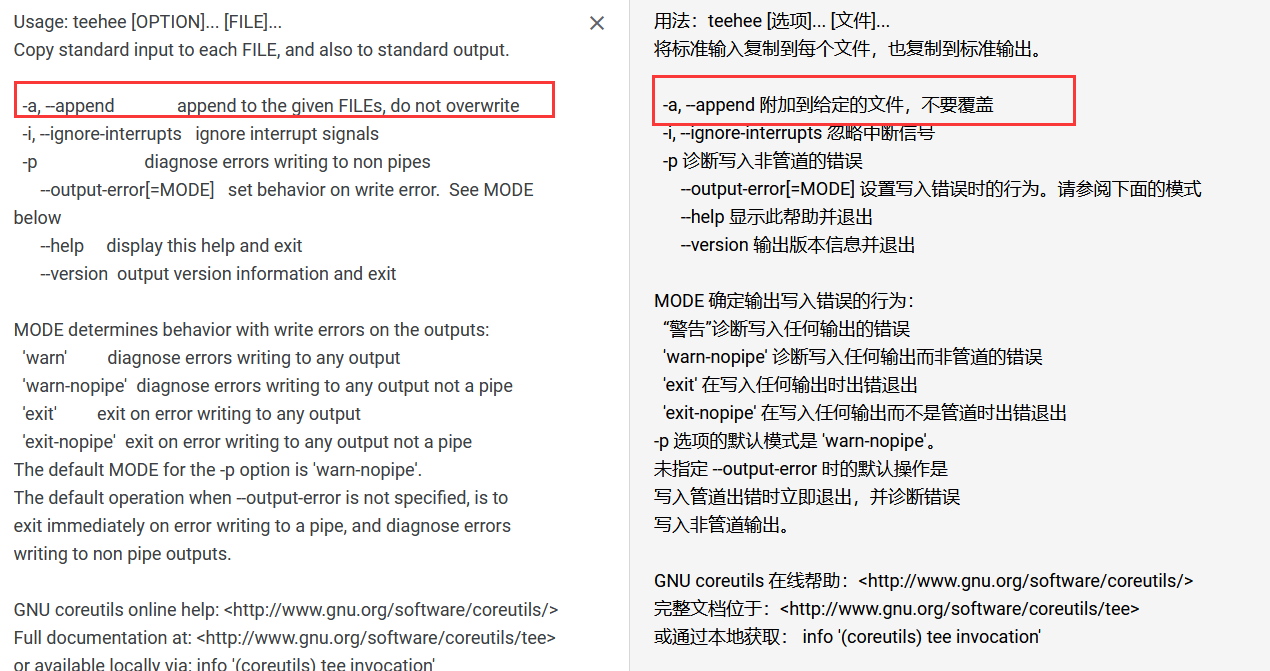 Usage: teehee [OPTION]... [FILE]...
Copy standard input to each FILE, and also to standard output.
-a, --append append to the given FILEs, do not overwrite
-i, --ignore-interrupts ignore interrupt signals
-p diagnose errors writing to non pipes
--output-error[=MODE] set behavior on write error. See MODE
below
--help display this help and exit
--version output version information and exit
MODE determines behavior with write errors on the outputs:
'warn' diagnose errors writing to any output
'warn-nopipe' diagnose errors writing to any output not a pipe
'exit' exit on error writing to any output
'exit-nopipe' exit on error writing to any output not a pipe
The default MODE for the -p option is 'warn-nopipe'.
The default operation when --output-error is not specified, is to
exit immediately on error writing to a pipe, and diagnose errors
writing to non pipe outputs.
GNU coreutils online help: <http://www.gnu.org/software/coreutils/>
Full documentation at: <http://www.gnu.org/software/coreutils/tee>
or available locally via: info '(coreutils) tee invocation'
用法：teehee [选项]... [文件]...
将标准输入复制到每个文件，也复制到标准输出。
-a, --append 附加到给定的文件，不要覆盖
-i, --ignore-interrupts 忽略中断信号
-p 诊断写入非管道的错误
--output-error[=MODE] 设置写入错误时的行为。请参阅下面的模式
--help 显示此帮助并退出
--version 输出版本信息并退出
MODE 确定输出写入错误的行为：
“警告”诊断写入任何输出的错误
'warn-nopipe' 诊断写入任何输出而非管道的错误
'exit' 在写入任何输出时出错退出
'exit-nopipe' 在写入任何输出而不是管道时出错退出
-p 选项的默认模式是 'warn-nopipe'。
未指定 --output-error 时的默认操作是
写入管道出错时立即退出，并诊断错误
写入非管道输出。
GNU coreutils 在线帮助：<http://www.gnu.org/software/coreutils/>
完整文档位于：<http://www.gnu.org/software/coreutils/tee>
或通过本地获取： info '(coreutils) tee invocation'